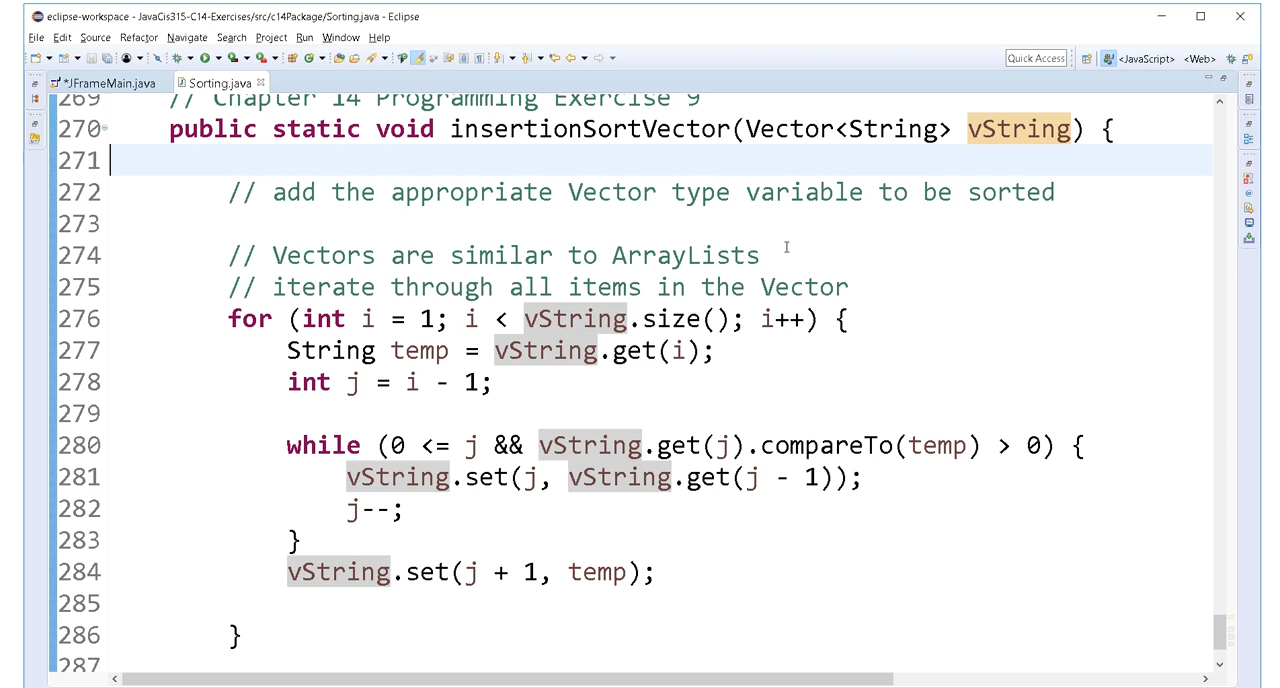 eclipse-workspace - JavaCis315-C14-Exercises/src/c14Package/Sorting.java - Eclipse
File Edit Source Refactor Navigate Search Project Run Window Help
Quick Access <JavaScript> <Web>
*JFrameMain.java Sorting.java
269 // Chapter 14 Programming Exercise 9
270 public static void insertionSortVector(Vector<String> vString) {
271
272 // add the appropriate Vector type variable to be sorted
273
274 // Vectors are similar to ArrayLists
275 // iterate through all items in the Vector
276 for (int i = 1; i < vString.size(); i++) {
277 String temp = vString.get(i);
278 int j = i - 1;
279
280 while (0 <= j && vString.get(j).compareTo(temp) > 0) {
281 vString.set(j, vString.get(j - 1));
282 j--;
283 }
284 vString.set(j + 1, temp);
285
286 }
287